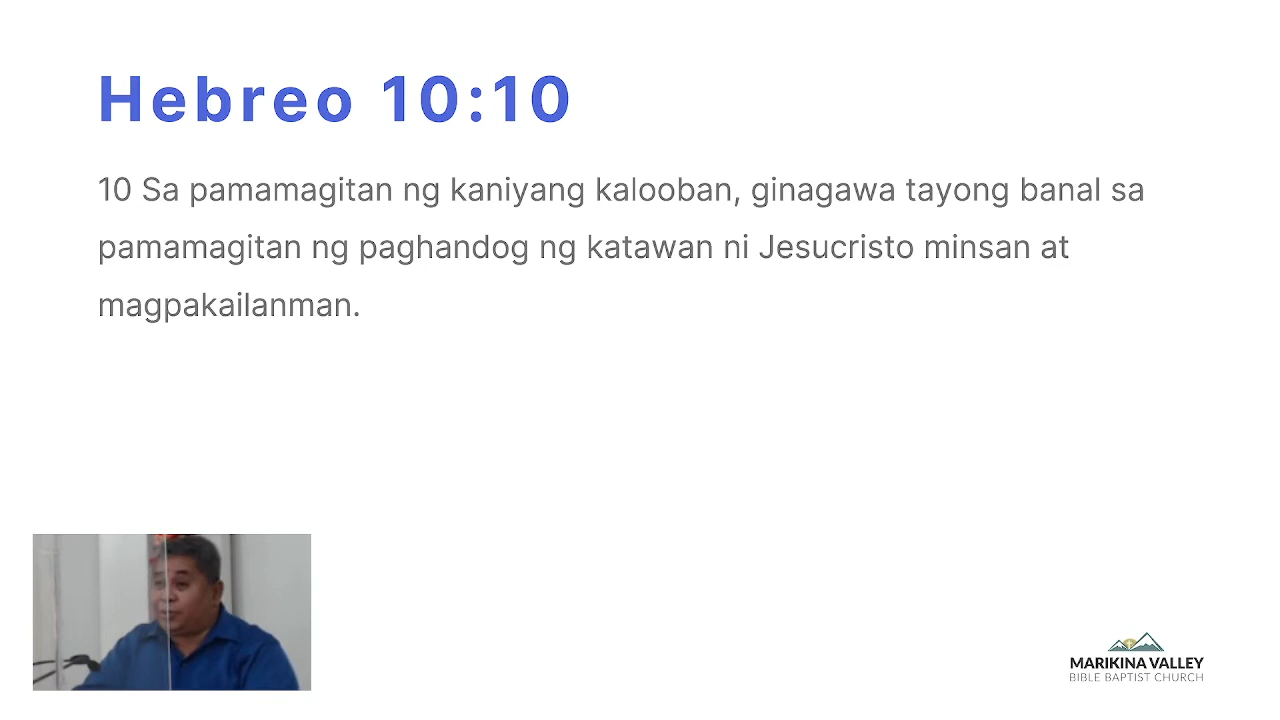 Hebreo 10:10
10 Sa pamamagitan ng kaniyang kalooban, ginagawa tayong banal sa
pamamagitan ng paghandog ng katawan ni Jesucristo minsan at
magpakailanman.
MARIKINA VALLEY
BIBLE BAPTIST CHURCH